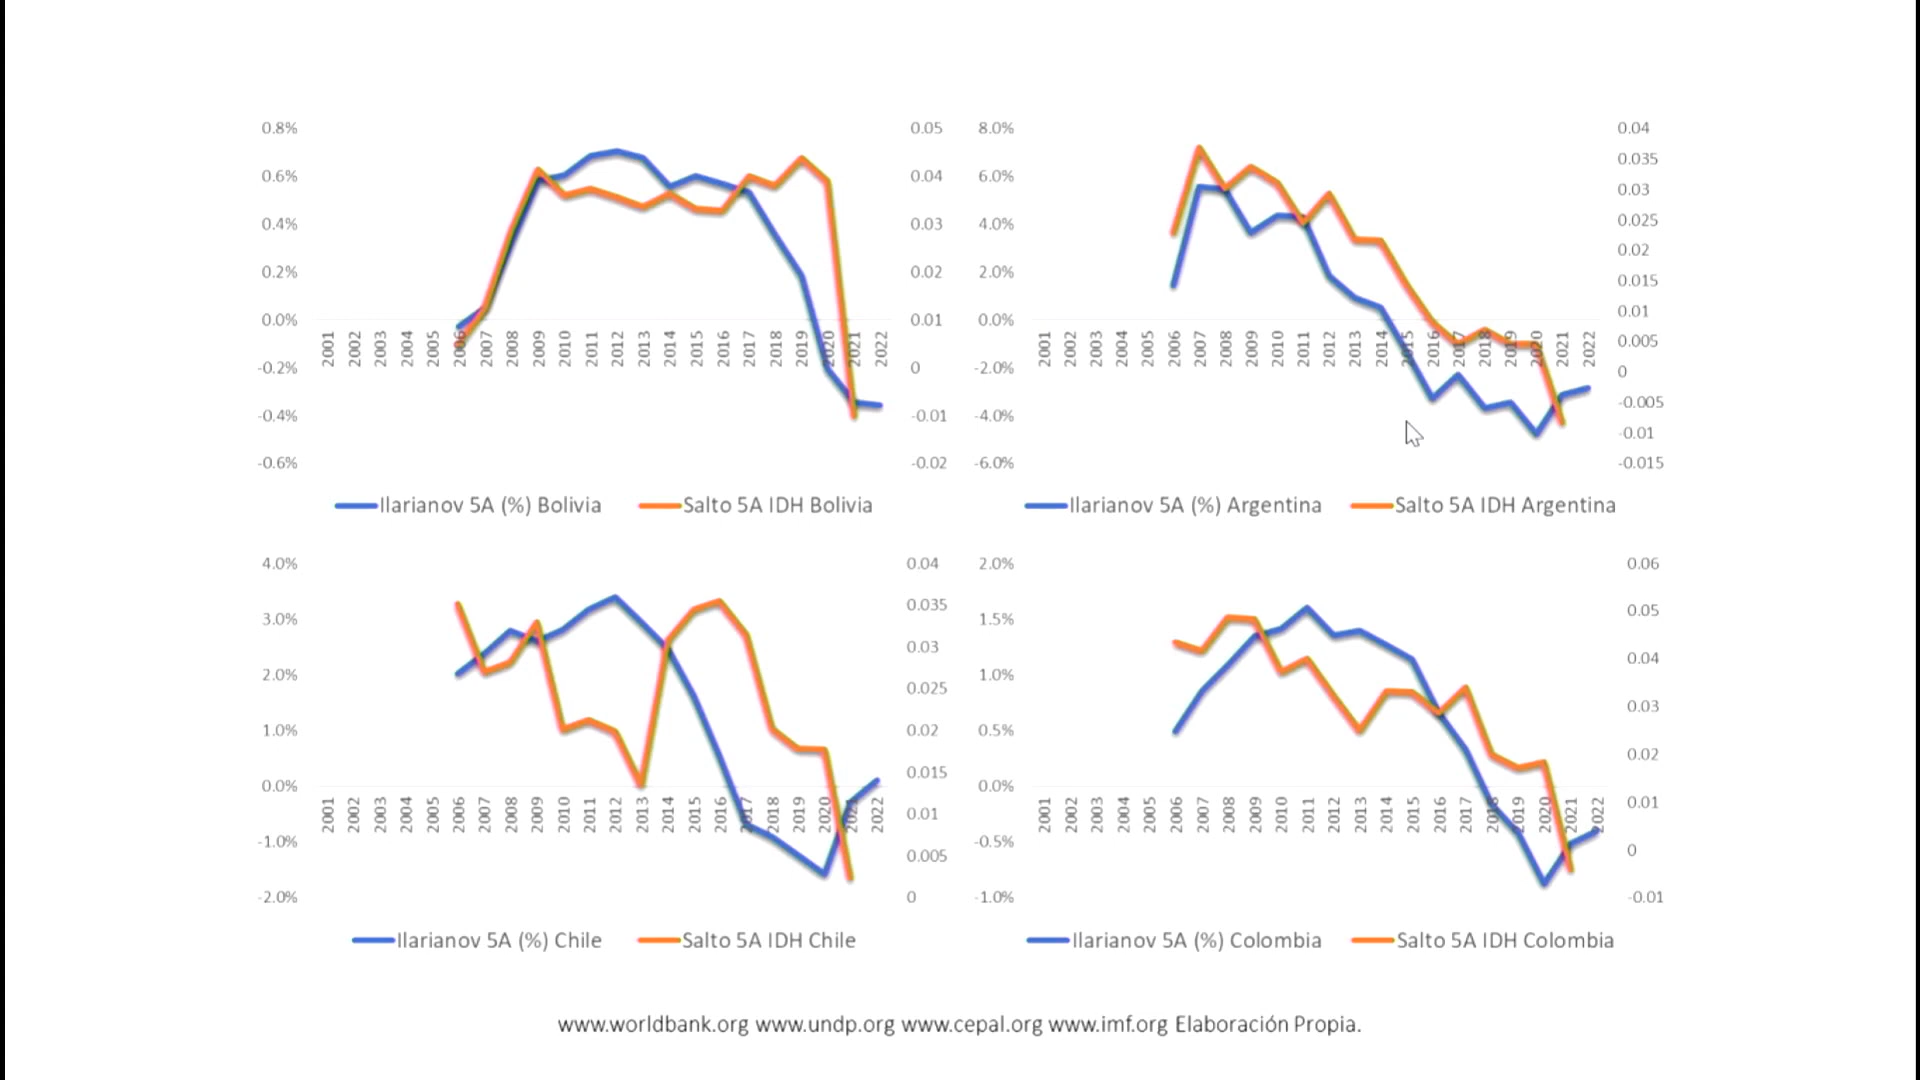 0.8% 0.05 8.0% 0.04
0.035
0.6% 0.04 6.0% 0.03
0.4% 0.03 4.0% 0.025
0.02
0.2% 0.02 2.0% 0.015
0.0% 0.01 0.0% 0.01
2001 2002 2003 2004 2005 2006 2007 2008 2009 2010 2011 2012 2013 2014 2015 2016 2017 2018 2019 2020 2021 2022
2001 2002 2003 2004 2005 2006 2007 2008 2009 2010 2011 2012 2013 2014 2015 2016 2017 2018 2019 2020 2021 2022
0.005
-0.2% 0 -2.0% 0
-0.005
-0.4% -0.01 -4.0% -0.01
-0.6% -0.02 -6.0% -0.015
Ilarianov 5A (%) Bolivia Salto 5A IDH Bolivia
Ilarianov 5A (%) Argentina Salto 5A IDH Argentina
4.0% 0.04 2.0% 0.06
0.035 0.05
3.0% 1.5%
0.03 0.04
2.0% 0.025 1.0%
0.03
1.0% 0.02 0.5%
0.015 0.02
0.0% 0.0%
2001 2002 2003 2004 2005 2006 2007 2008 2009 2010 2011 2012 2013 2014 2015 2016 2017 2018 2019 2020 2021 2022
2001 2002 2003 2004 2005 2006 2007 2008 2009 2010 2011 2012 2013 2014 2015 2016 2017 2018 2019 2020 2021 2022
0.01 0.01
-1.0% 0.005 -0.5% 0
-2.0% 0 -1.0% -0.01
Ilarianov 5A (%) Chile Salto 5A IDH Chile
Ilarianov 5A (%) Colombia Salto 5A IDH Colombia
www.worldbank.org www.undp.org www.cepal.org www.imf.org Elaboración Propia.